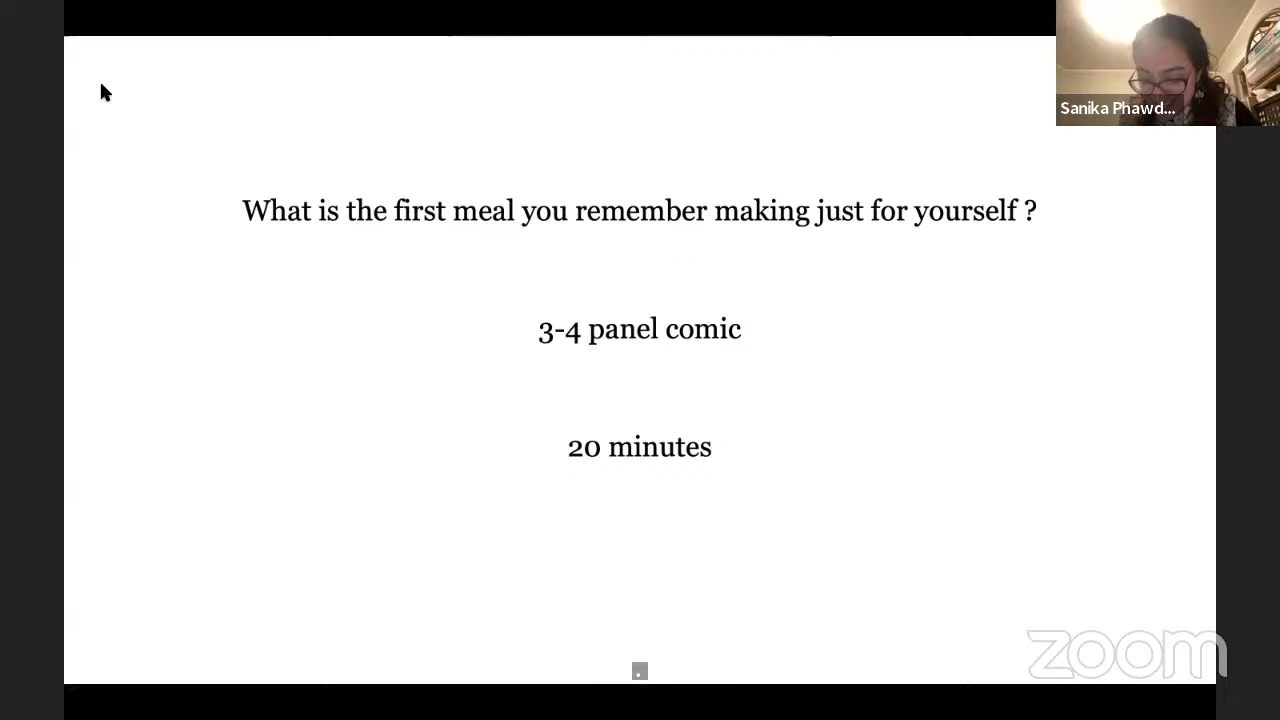 Sanika Phawd...
What is the first meal you remember making just for yourself ?
3-4 panel comic
20 minutes
zoom
.